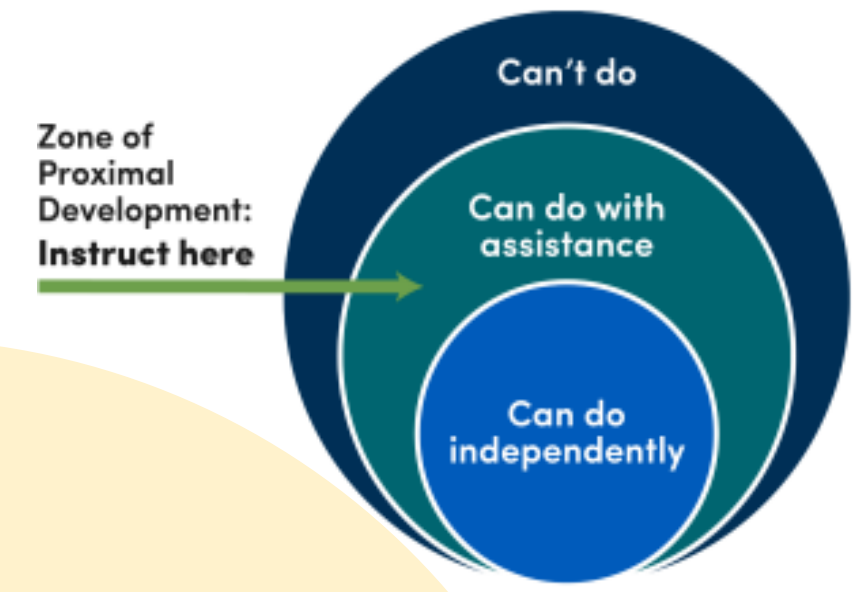 Zone of
Proximal
Development:
Instruct here
Can't do
Can do with
assistance
Can do
independently